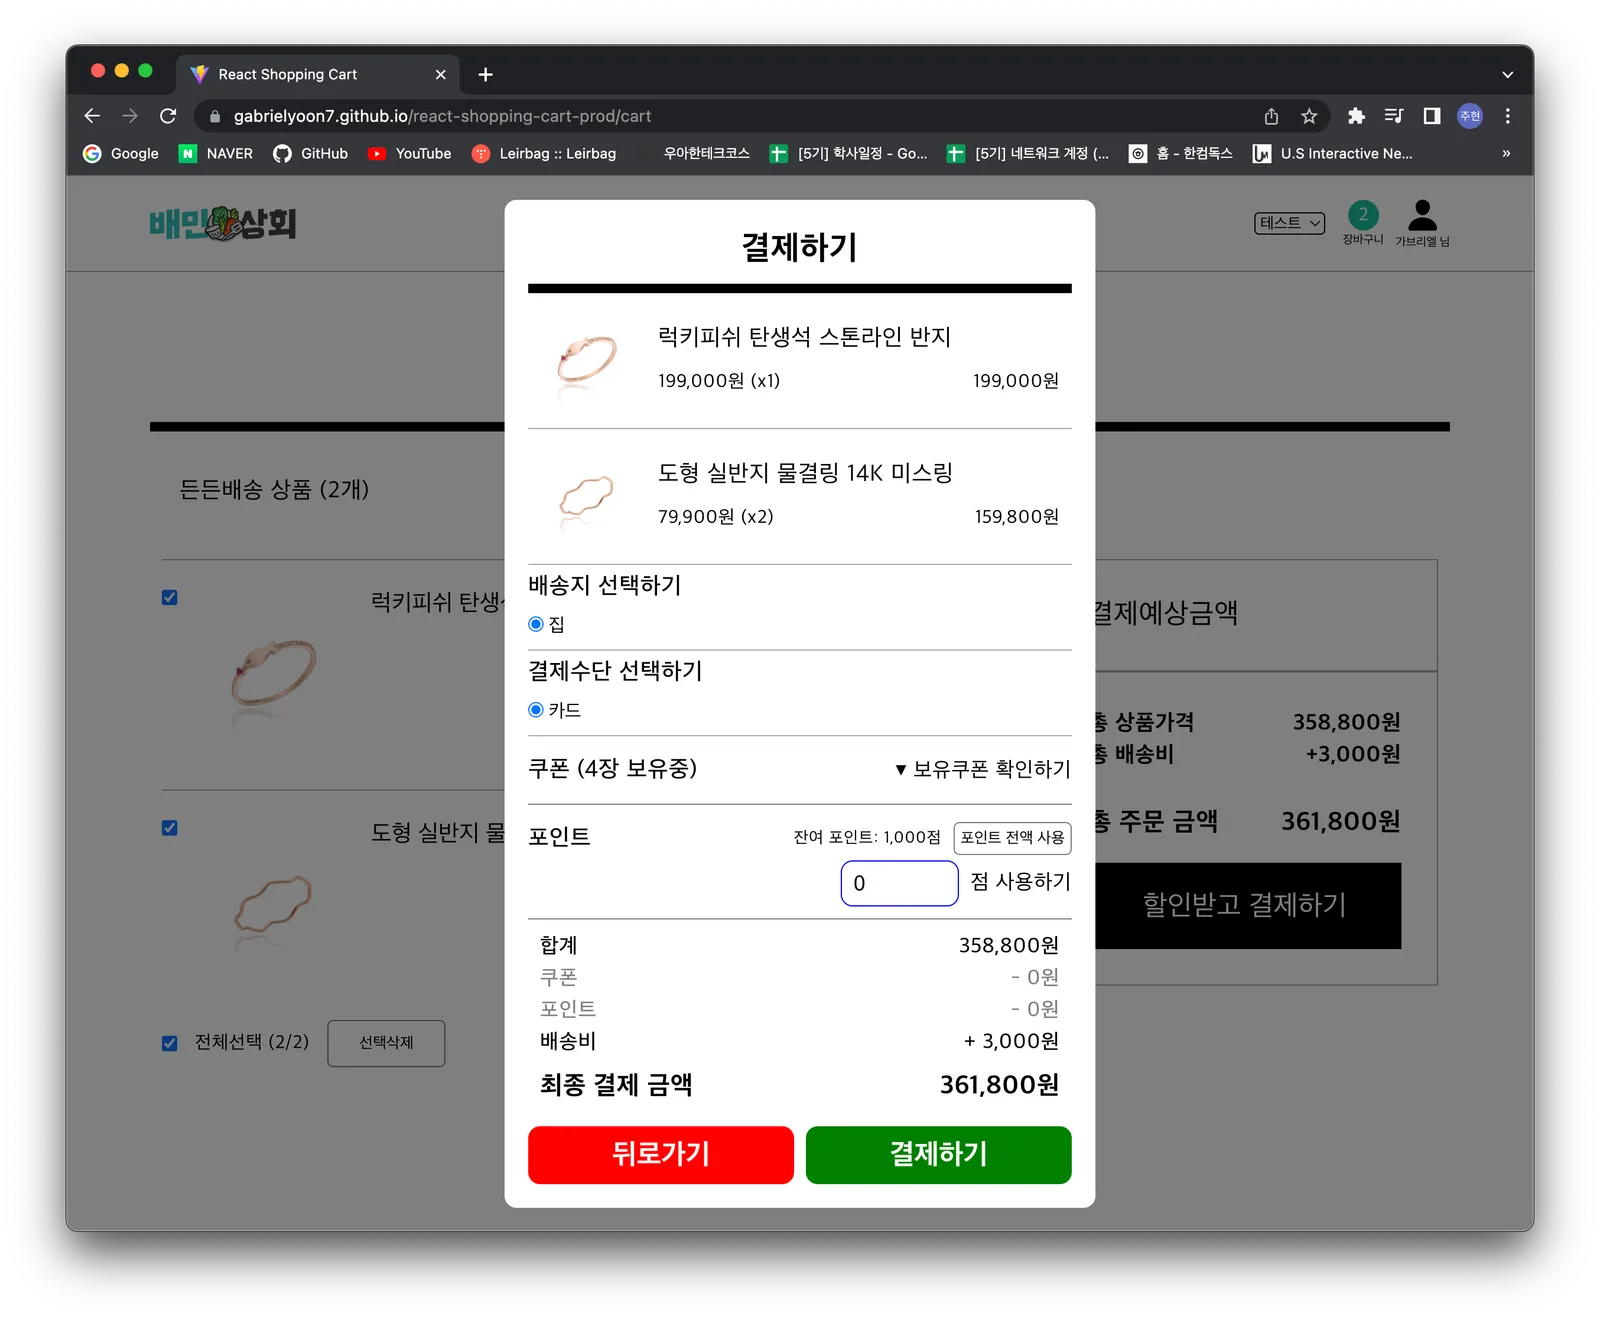 React Shopping Cart
gabrielyoon7.github.io/react-shopping-cart-prod/cart
주현
Google
NAVER
GitHub
YouTube
Leirbag :: Leirbag
우아한테크코스
[5기] 학사일정 - Go...
[5기] 네트워크 계정 (...
홈 - 한컴독스
U.S Interactive Ne...
»
배민상회
테스트
2
장바구니
가브리엘 님
든든배송 상품 (2개)
럭키피쉬 탄생석
도형 실반지 물
전체선택 (2/2)
선택삭제
결제하기
럭키피쉬 탄생석 스톤라인 반지
199,000원 (x1)
199,000원
도형 실반지 물결링 14K 미스링
79,900원 (x2)
159,800원
배송지 선택하기
집
결제수단 선택하기
카드
쿠폰 (4장 보유중)
▼ 보유쿠폰 확인하기
포인트
잔여 포인트: 1,000점
포인트 전액 사용
0
점 사용하기
합계
358,800원
쿠폰
- 0원
포인트
- 0원
배송비
+ 3,000원
최종 결제 금액
361,800원
뒤로가기
결제하기
결제예상금액
총 상품가격
358,800원
총 배송비
+3,000원
총 주문 금액
361,800원
할인받고 결제하기